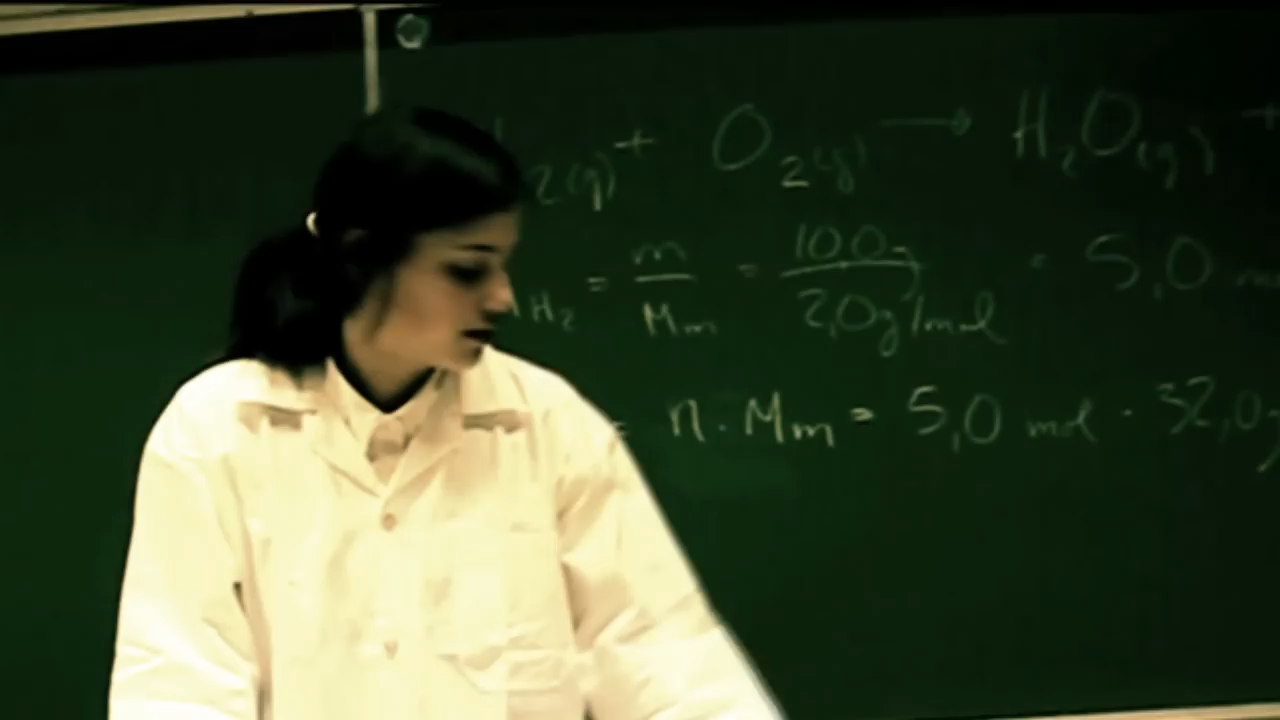 2(g) + O2(g) → H2O(g) +
H2 = m/Mm = 10,0g/2,0g/mol = 5,0
= n · Mm = 5,0 mol · 32,0